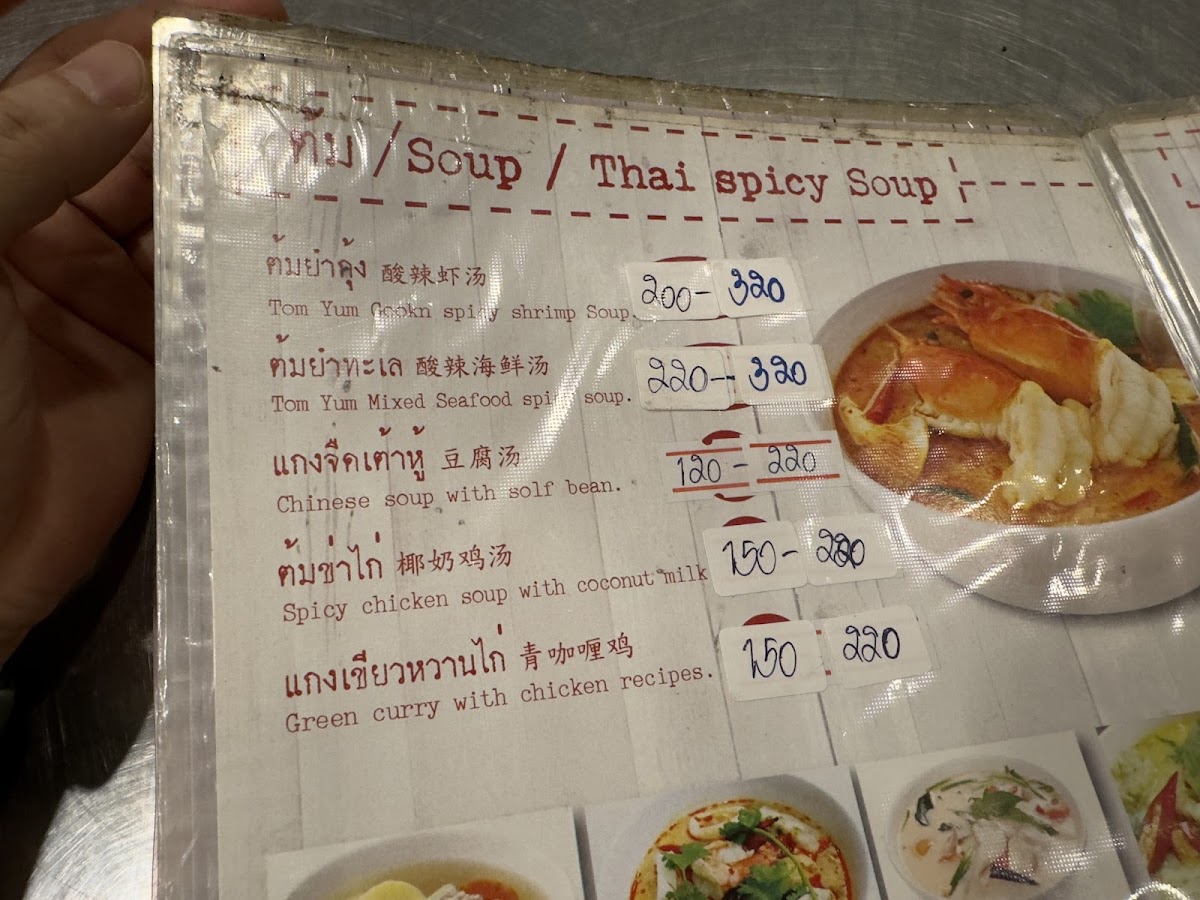 ต้ม / Soup / Thai spicy Soup
ต้มยำกุ้ง 酸辣虾汤 200- 320
Tom Yum Gookn spicy shrimp Soup.
ต้มยำทะเล 酸辣海鲜汤 220- 320
Tom Yum Mixed Seafood spicy soup.
แกงจืดเต้าหู้ 豆腐汤 120 - 220
Chinese soup with solf bean.
ต้มข่าไก่ 椰奶鸡汤 150-
Spicy chicken soup with coconut milk
แกงเขียวหวานไก่ 青咖喱鸡 150 220
Green curry with chicken recipes.